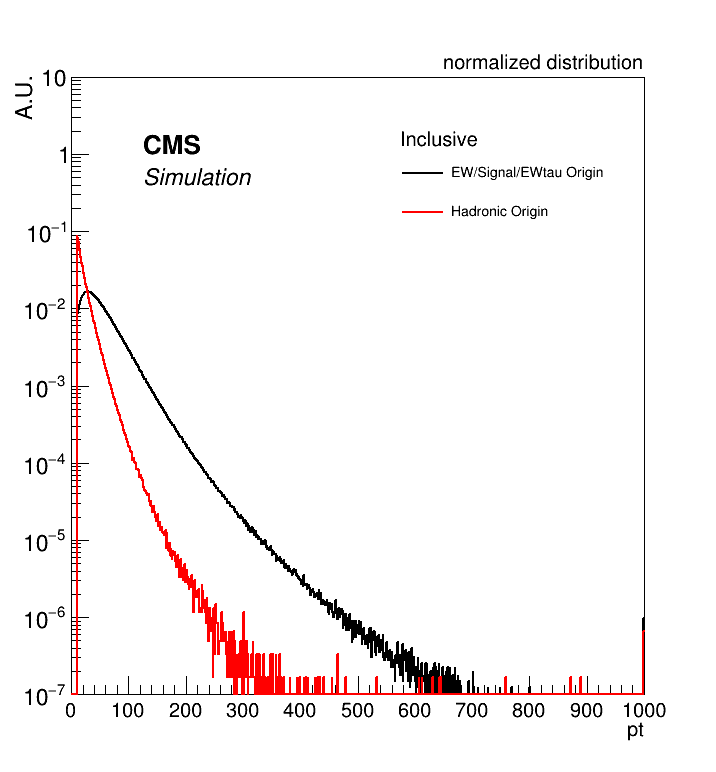 normalized distribution
A.U.
10
1
10⁻¹
10⁻²
10⁻³
10⁻⁴
10⁻⁵
10⁻⁶
10⁻⁷
CMS
Simulation
Inclusive
EW/Signal/EWtau Origin
Hadronic Origin
0 100 200 300 400 500 600 700 800 900 1000
pt